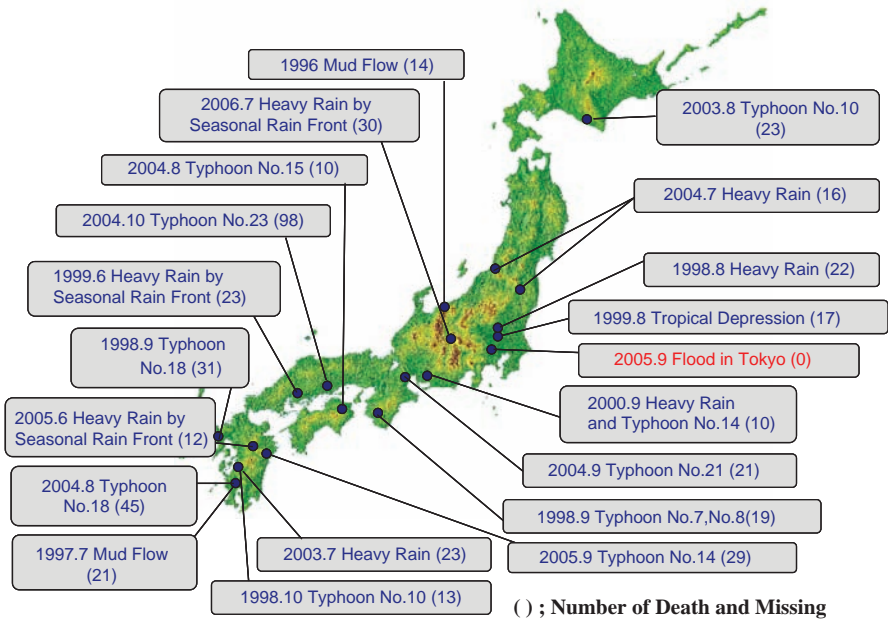 1996 Mud Flow (14)
2006.7 Heavy Rain by
Seasonal Rain Front (30)
2004.8 Typhoon No.15 (10)
2004.10 Typhoon No.23 (98)
1999.6 Heavy Rain by
Seasonal Rain Front (23)
1998.9 Typhoon
No.18 (31)
2005.6 Heavy Rain by
Seasonal Rain Front (12)
2004.8 Typhoon
No.18 (45)
1997.7 Mud Flow
(21)
2003.8 Typhoon No.10
(23)
2004.7 Heavy Rain (16)
1998.8 Heavy Rain (22)
1999.8 Tropical Depression (17)
2005.9 Flood in Tokyo (0)
2000.9 Heavy Rain
and Typhoon No.14 (10)
2004.9 Typhoon No.21 (21)
1998.9 Typhoon No.7,No.8(19)
2003.7 Heavy Rain (23)
2005.9 Typhoon No.14 (29)
1998.10 Typhoon No.10 (13)
( ) ; Number of Death and Missing